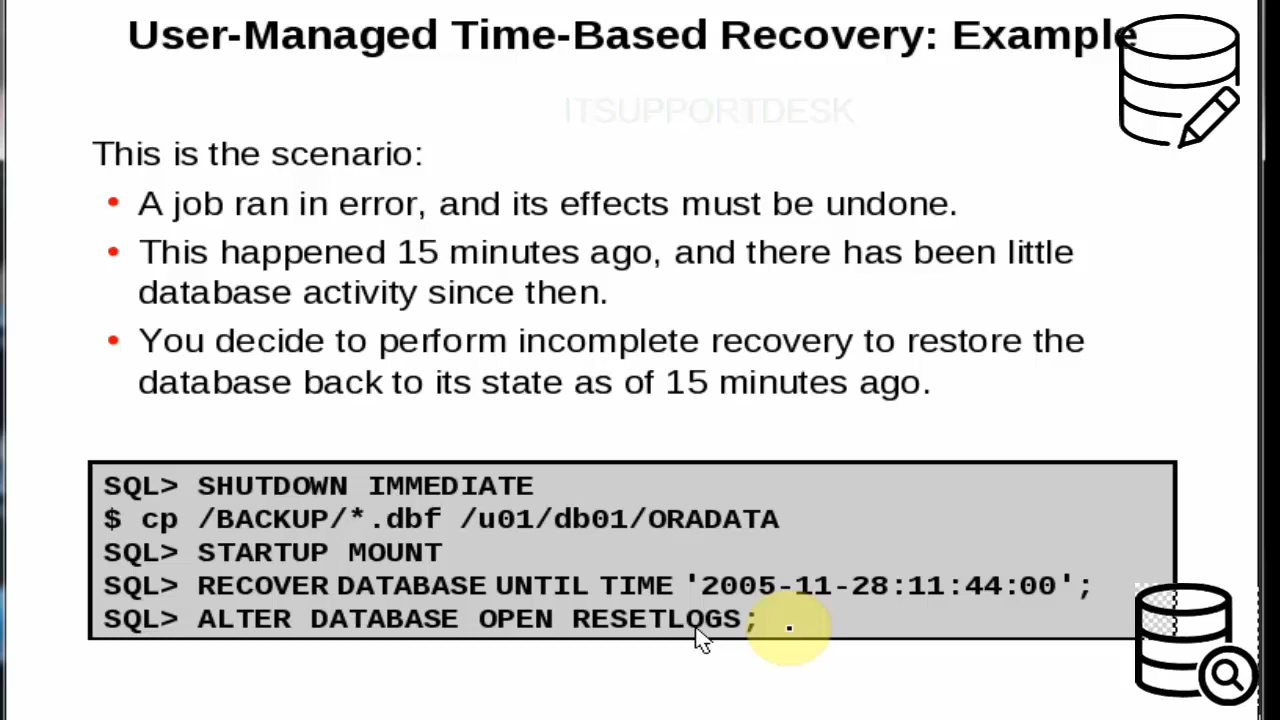 User-Managed Time-Based Recovery: Example
ITSUPPORTDESK
This is the scenario:
• A job ran in error, and its effects must be undone.
• This happened 15 minutes ago, and there has been little
database activity since then.
• You decide to perform incomplete recovery to restore the
database back to its state as of 15 minutes ago.
SQL> SHUTDOWN IMMEDIATE
$ cp /BACKUP/*.dbf /u01/db01/ORADATA
SQL> STARTUP MOUNT
SQL> RECOVER DATABASE UNTIL TIME '2005-11-28:11:44:00';
SQL> ALTER DATABASE OPEN RESETLOGS;